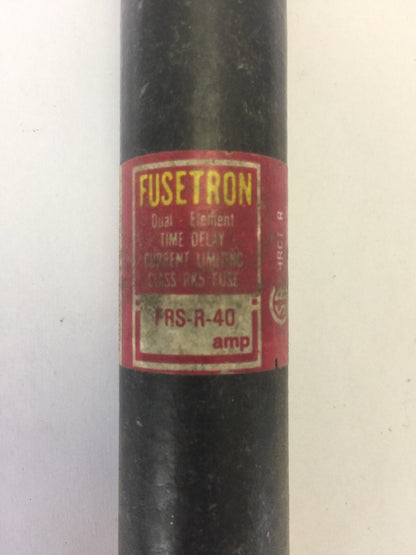 FUSETRON
Dual - Element
TIME DELAY
CURRENT LIMITING
CLASS RK5 FUSE
FRS-R-40
amp